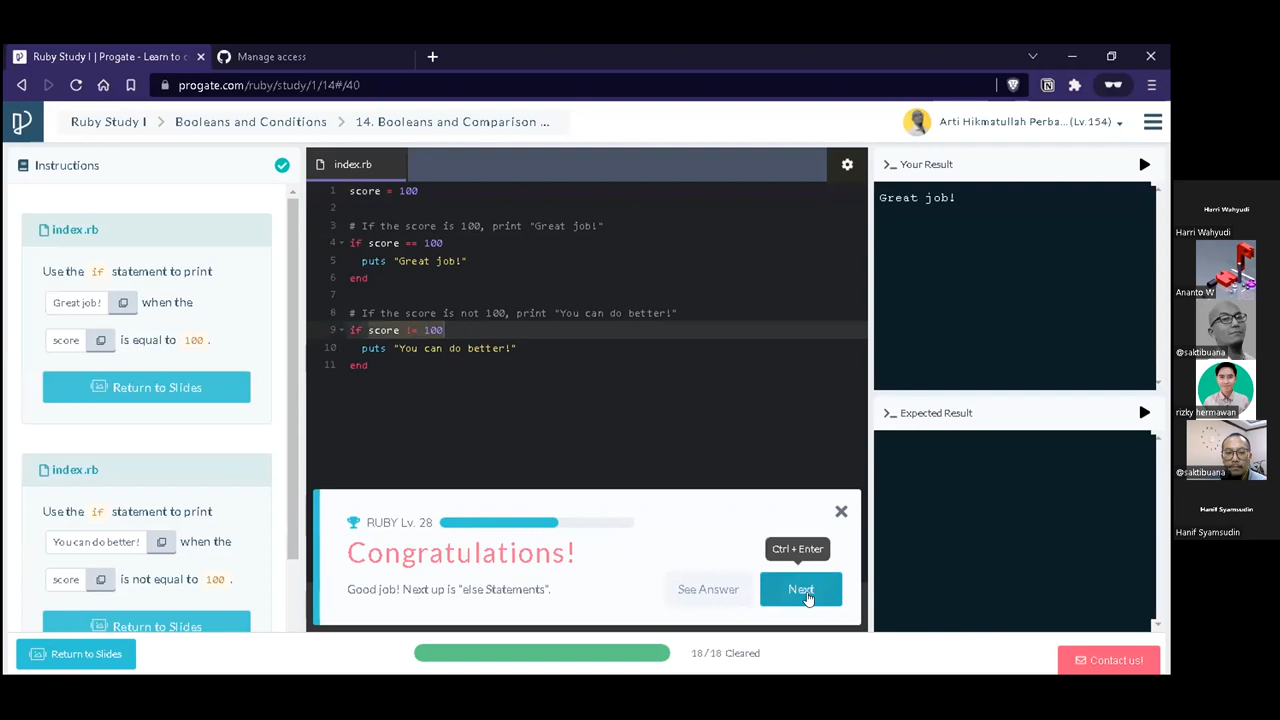 Ruby Study I | Progate - Learn to c
Manage access
progate.com/ruby/study/1/14#/40
Ruby Study I
Booleans and Conditions
14. Booleans and Comparison ...
Arti Hikmatullah Perba...(Lv.154)
Instructions
index.rb
Use the if statement to print
Great job! when the
score is equal to 100 .
Return to Slides
index.rb
Use the if statement to print
You can do better! when the
score is not equal to 100 .
Return to Slides
Return to Slides
index.rb
1 score = 100
2
3 # If the score is 100, print "Great job!"
4 if score == 100
5 puts "Great job!"
6 end
7
8 # If the score is not 100, print "You can do better!"
9 if score != 100
10 puts "You can do better!"
11 end
RUBY Lv. 28
Congratulations!
Good job! Next up is "else Statements".
See Answer
Ctrl + Enter
Next
18/18 Cleared
Your Result
Great job!
Expected Result
Contact us!
Harri Wahyudi
Harri Wahyudi
Ananto W
@saktibuana
rizky hermawan
@saktibuana
Hanif Syamsudin
Hanif Syamsudin